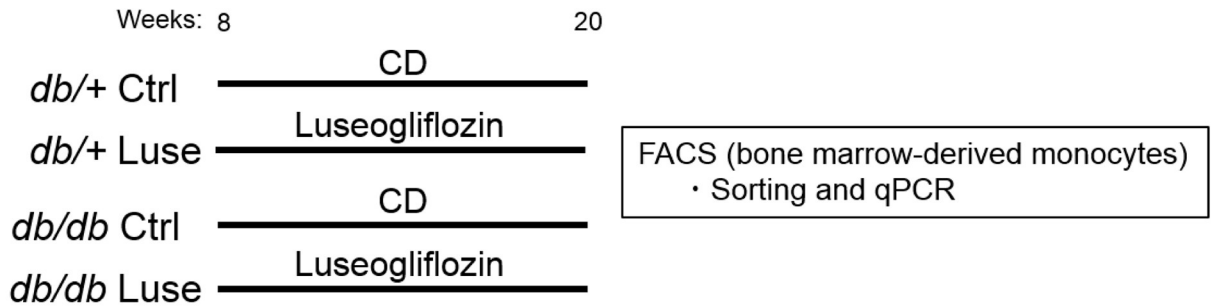 Weeks: 8 20
db/+ Ctrl CD
db/+ Luse Luseogliflozin
db/db Ctrl CD
db/db Luse Luseogliflozin
FACS (bone marrow-derived monocytes)
・Sorting and qPCR